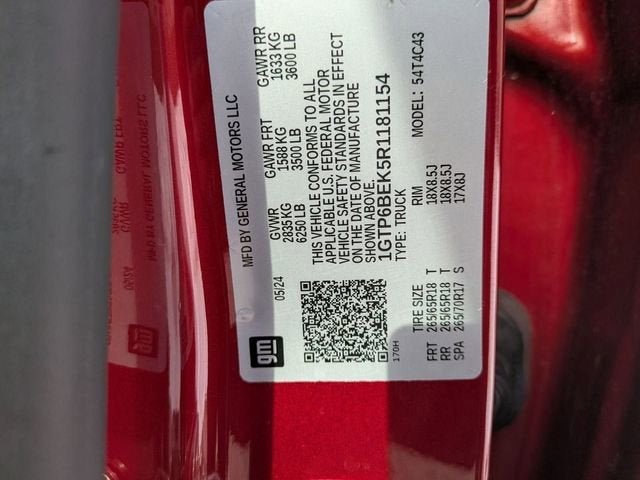 MFD BY GENERAL MOTORS LLC
05/24
GVWR GAWR FRT GAWR RR
2835 KG 1588 KG 1633 KG
6250 LB 3500 LB 3600 LB
THIS VEHICLE CONFORMS TO ALL
APPLICABLE U.S. FEDERAL MOTOR
VEHICLE SAFETY STANDARDS IN EFFECT
ON THE DATE OF MANUFACTURE
SHOWN ABOVE.
1GTP6BEK5R1181154
TYPE: TRUCK MODEL: 54T4C43
gm
170H
TIRE SIZE RIM
FRT 265/65R18 T 18X8.5J
RR 265/65R18 T 18X8.5J
SPA 265/70R17 S 17X8J